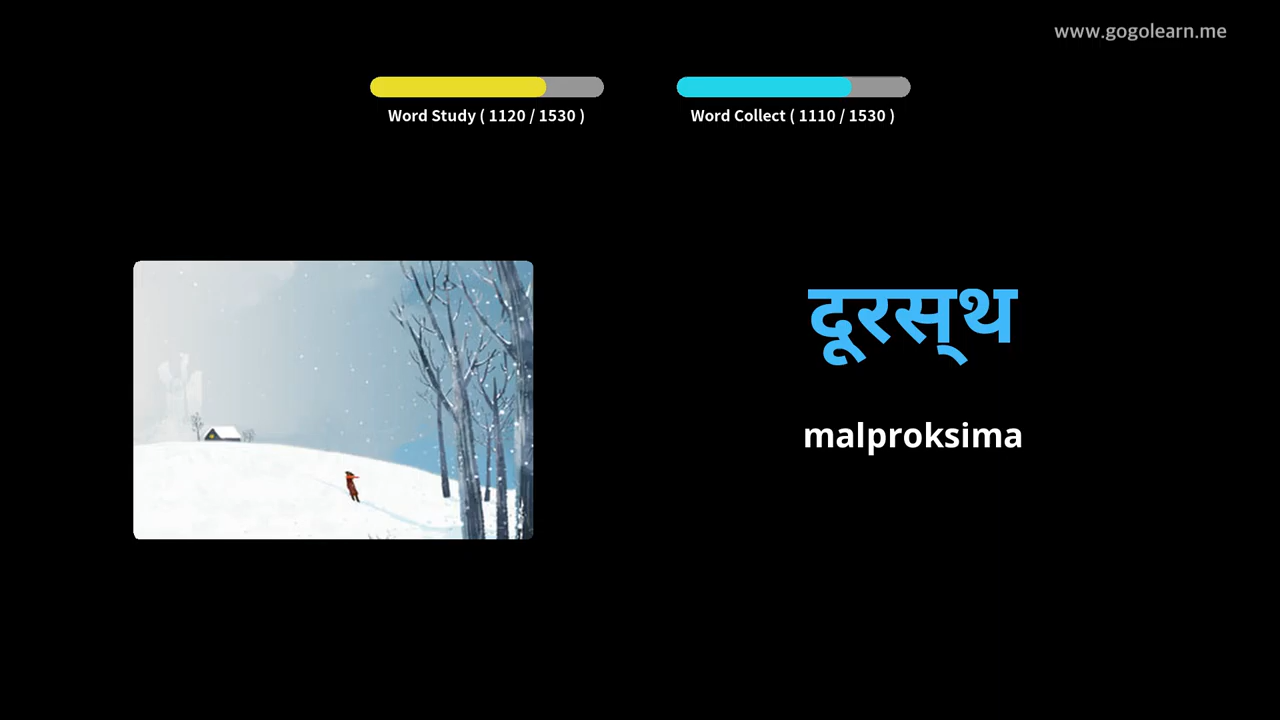 www.gogolearn.me
Word Study ( 1120 / 1530 )
Word Collect ( 1110 / 1530 )
दूरस्‌थ
malproksima